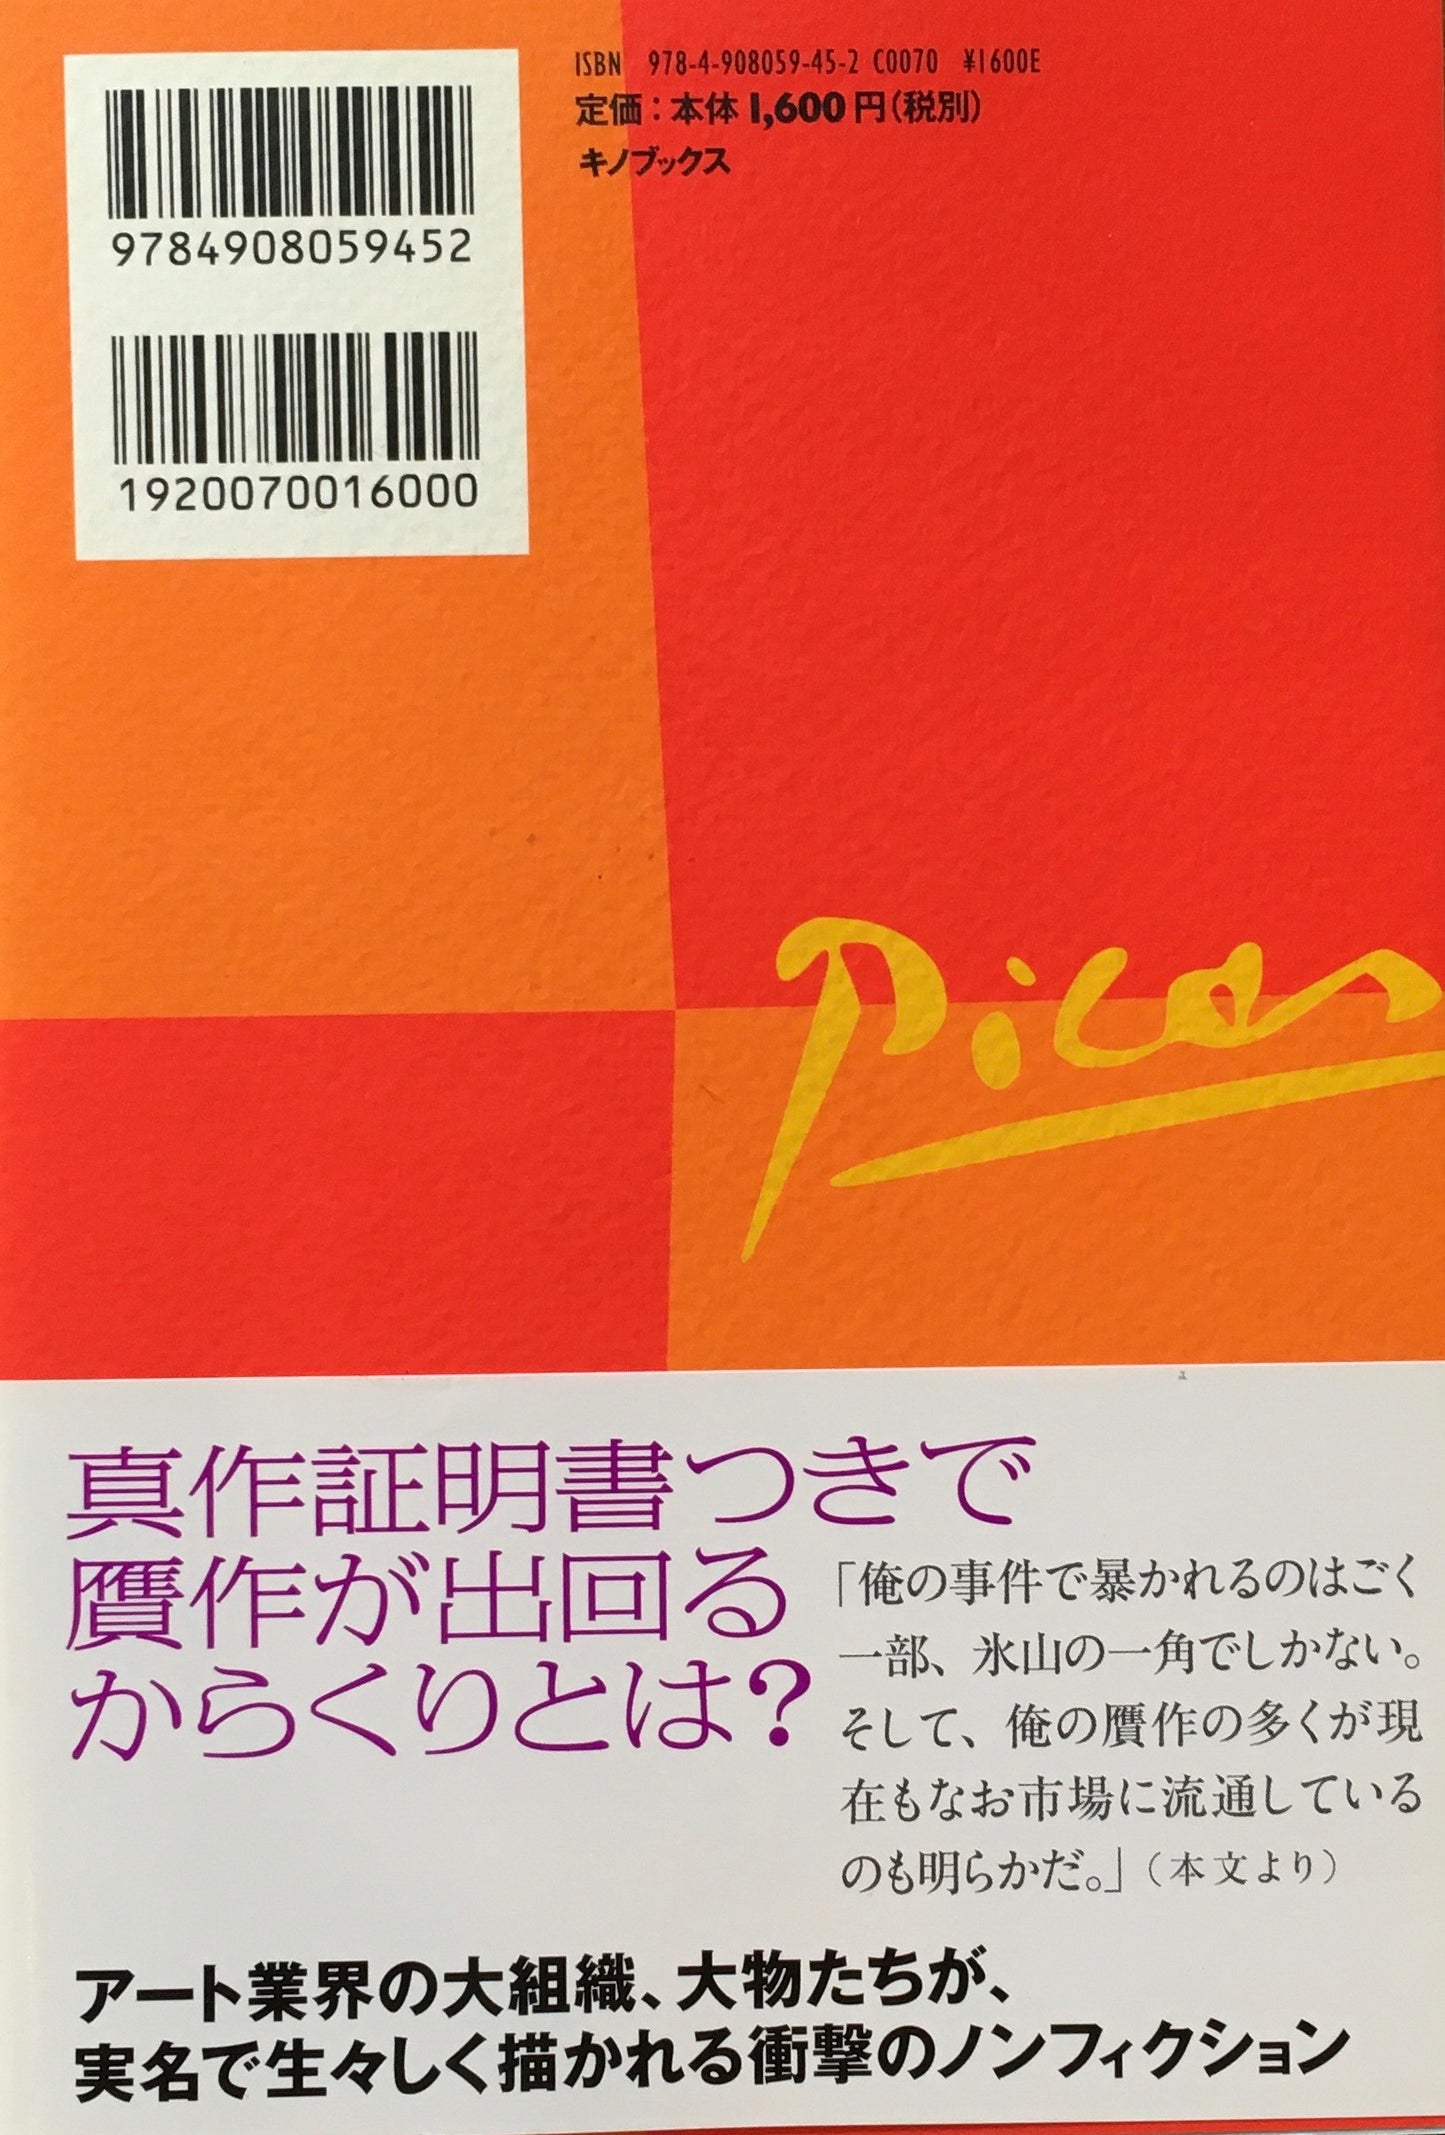 ISBN 978-4-908059-45-2 C0070 ¥1600E
定価：本体1,600円（税別）
キノブックス
9784908059452
1920070016000
Picas
真作証明書つきで
贋作が出回る
からくりとは？
「俺の事件で暴かれるのはごく
一部、氷山の一角でしかない。
そして、俺の贋作の多くが現
在もなお市場に流通している
のも明らかだ。」（本文より）
アート業界の大組織、大物たちが、
実名で生々しく描かれる衝撃のノンフィクション